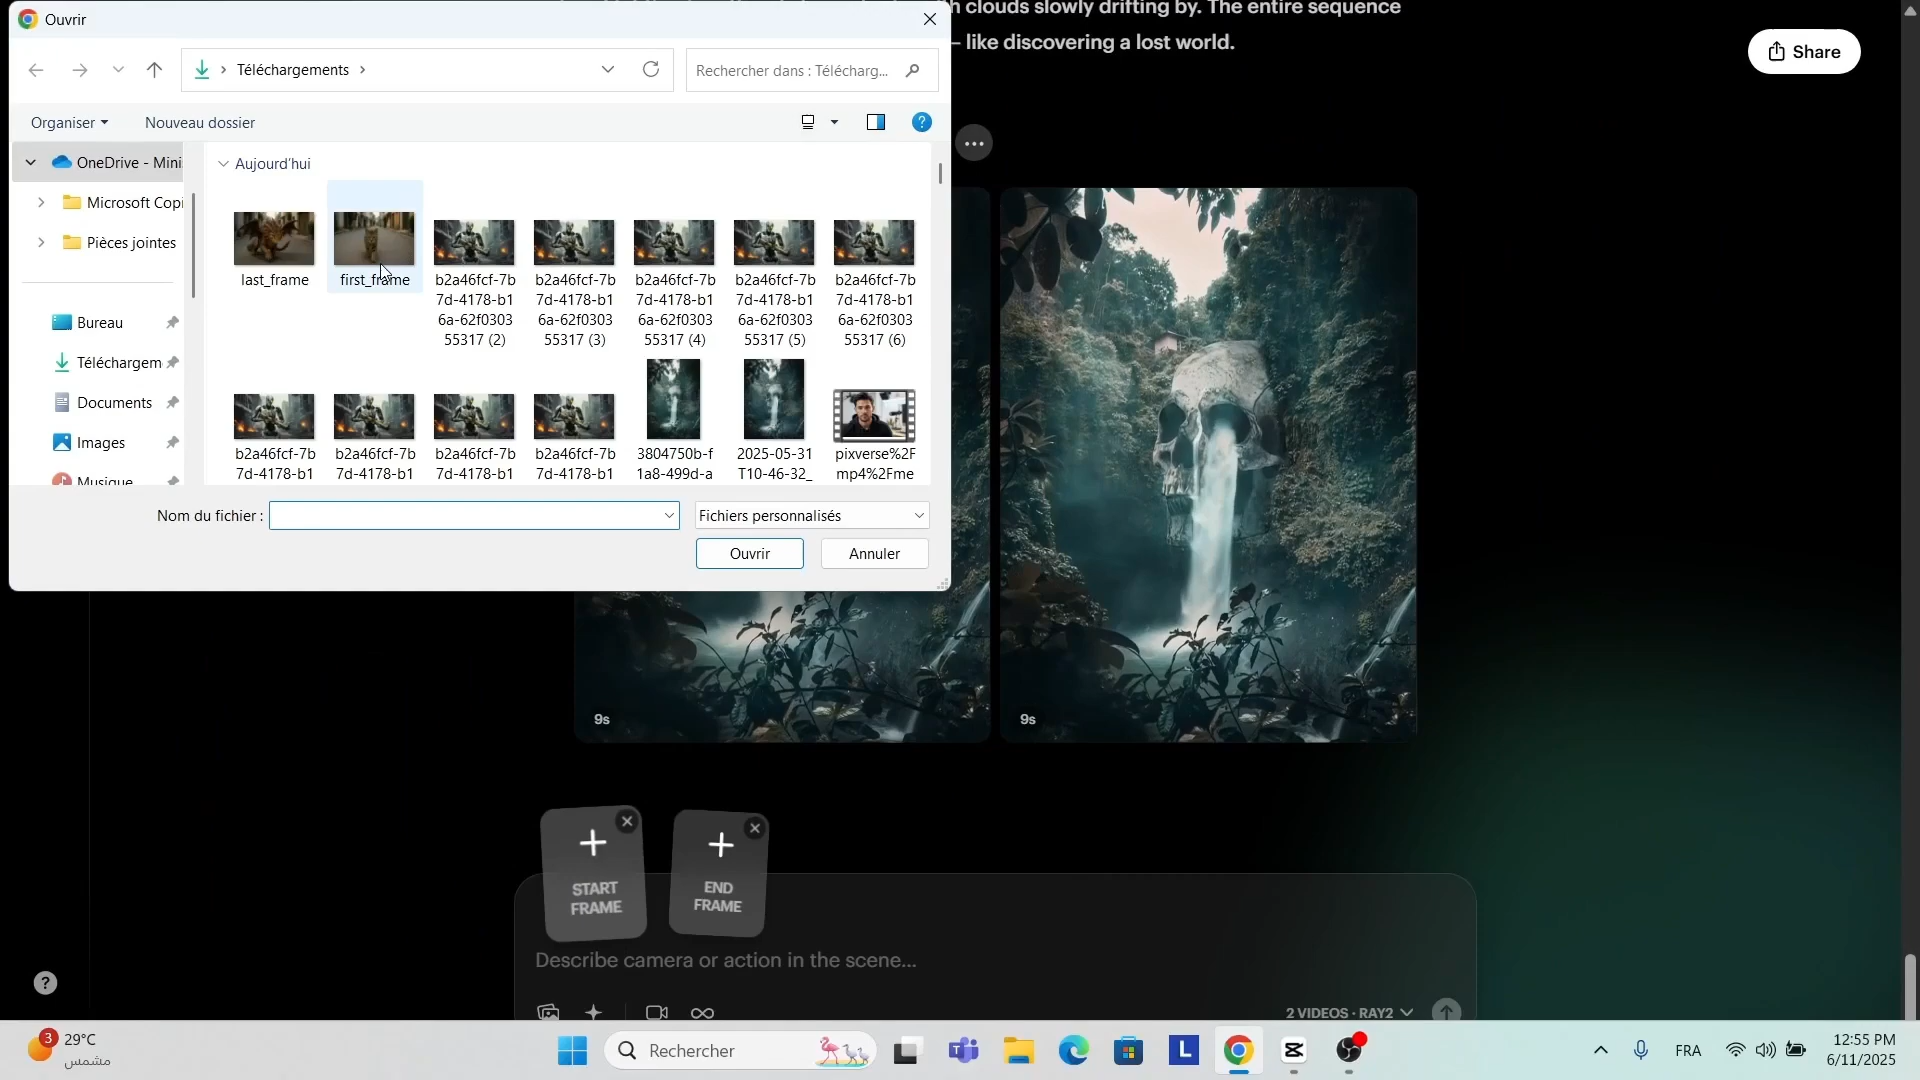 Ouvrir
h clouds slowly drifting by. The entire sequence
– like discovering a lost world.
Share
Téléchargements
Rechercher dans : Télécharg...
Organiser
Nouveau dossier
OneDrive - Mini
Microsoft Copi
Pièces jointes
Bureau
Téléchargem
Documents
Images
Musique
Aujourd'hui
last_frame
first_frame
b2a46fcf-7b
7d-4178-b1
6a-62f0303
55317 (2)
b2a46fcf-7b
7d-4178-b1
6a-62f0303
55317 (3)
b2a46fcf-7b
7d-4178-b1
6a-62f0303
55317 (4)
b2a46fcf-7b
7d-4178-b1
6a-62f0303
55317 (5)
b2a46fcf-7b
7d-4178-b1
6a-62f0303
55317 (6)
b2a46fcf-7b
7d-4178-b1
b2a46fcf-7b
7d-4178-b1
b2a46fcf-7b
7d-4178-b1
b2a46fcf-7b
7d-4178-b1
3804750b-f
1a8-499d-a
2025-05-31
T10-46-32_
pixverse%2F
mp4%2Fme
Nom du fichier :
Fichiers personnalisés
Ouvrir
Annuler
9s
9s
START
FRAME
END
FRAME
Describe camera or action in the scene...
2 VIDEOS · RAY2
?
3
29°C
مشمس
Rechercher
L
FRA
12:55 PM
6/11/2025